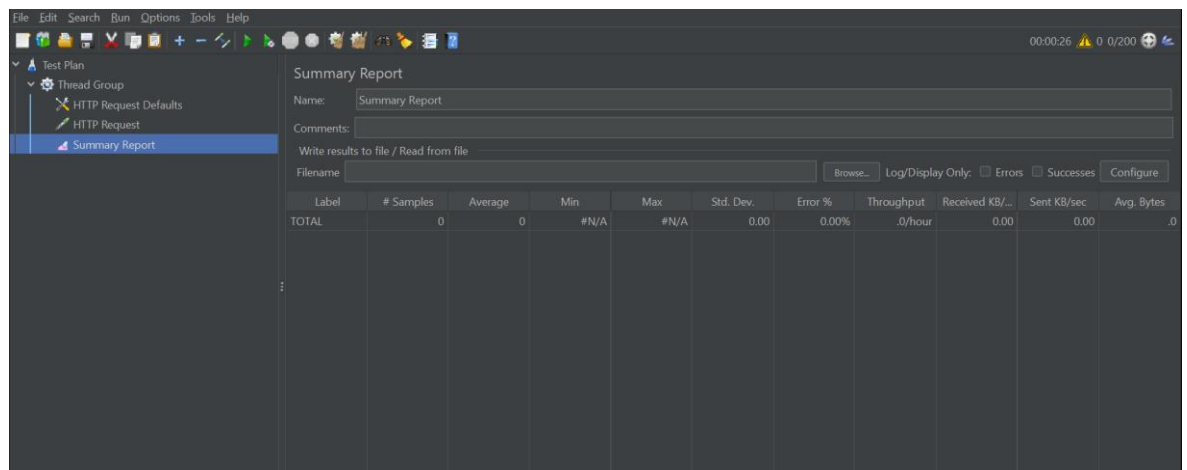 File Edit Search Run Options Tools Help
00:00:26 0 0/200
Test Plan
Thread Group
HTTP Request Defaults
HTTP Request
Summary Report
Summary Report
Name: Summary Report
Comments:
Write results to file / Read from file
Filename Browse... Log/Display Only: Errors Successes Configure
Label # Samples Average Min Max Std. Dev. Error % Throughput Received KB/... Sent KB/sec Avg. Bytes
TOTAL 0 0 #N/A #N/A 0.00 0.00% .0/hour 0.00 0.00 .0